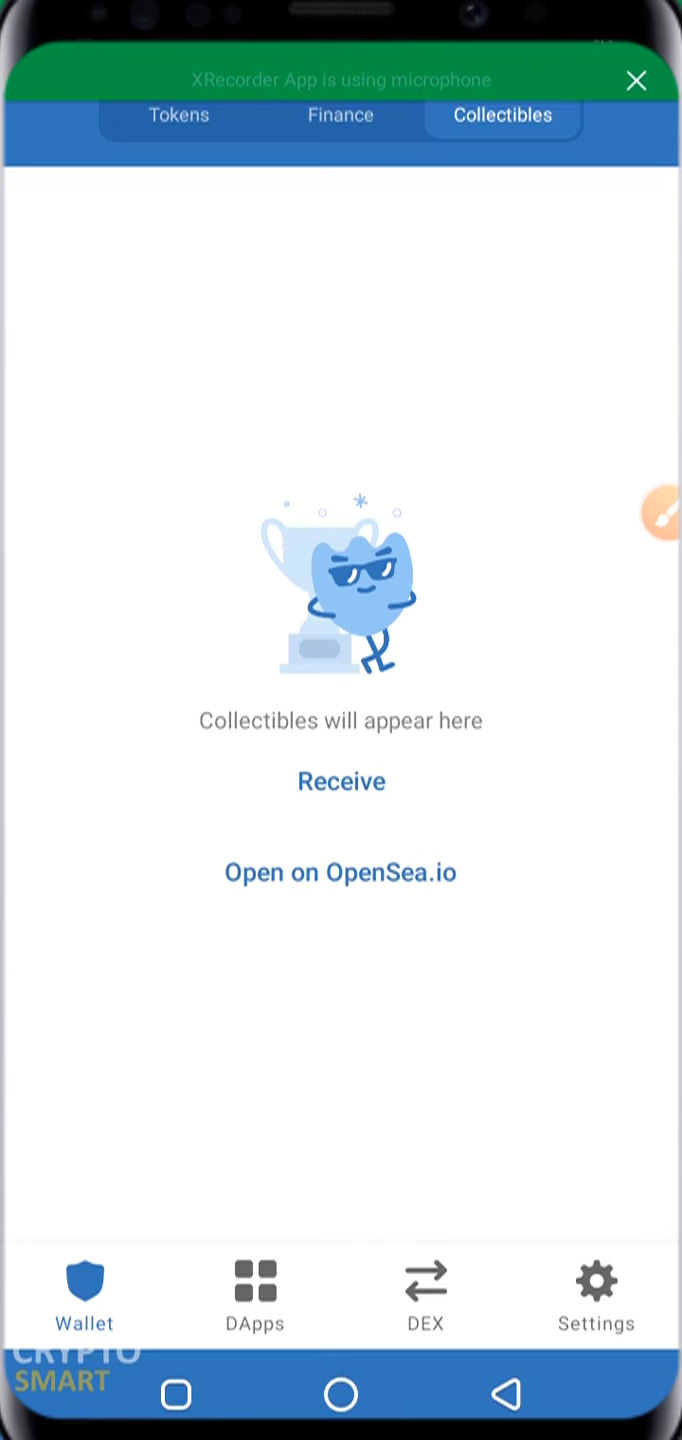 XRecorder App is using microphone
Tokens Finance Collectibles
Collectibles will appear here
Receive
Open on OpenSea.io
Wallet DApps DEX Settings
CRYPTO
SMART